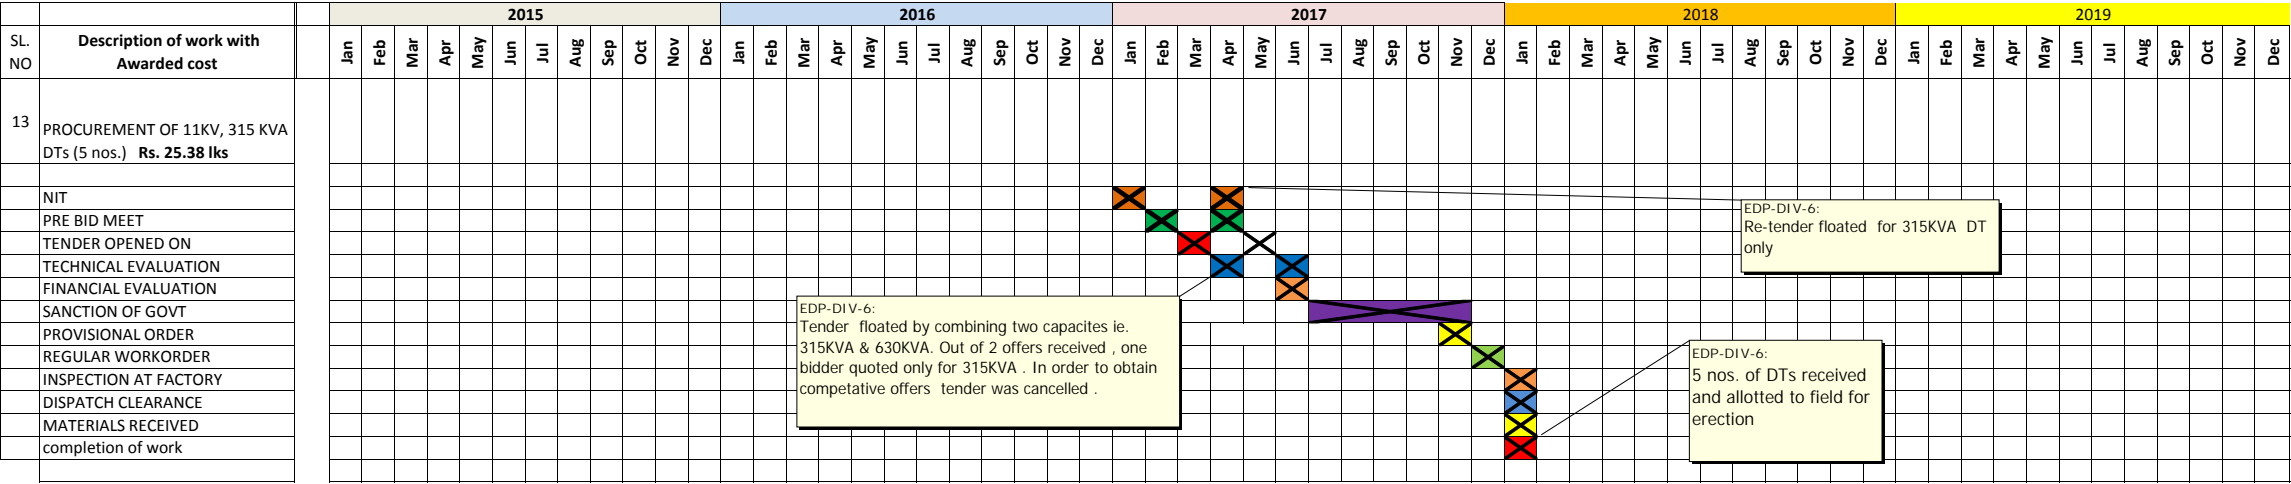 2015 2016 2017 2018 2019
SL. NO Description of work with Awarded cost Jan Feb Mar Apr May Jun Jul Aug Sep Oct Nov Dec Jan Feb Mar Apr May Jun Jul Aug Sep Oct Nov Dec Jan Feb Mar Apr May Jun Jul Aug Sep Oct Nov Dec Jan Feb Mar Apr May Jun Jul Aug Sep Oct Nov Dec Jan Feb Mar Apr May Jun Jul Aug Sep Oct Nov Dec
13
PROCUREMENT OF 11KV, 315 KVA
DTs (5 nos.) Rs. 25.38 lks
NIT
PRE BID MEET
TENDER OPENED ON
TECHNICAL EVALUATION
FINANCIAL EVALUATION
SANCTION OF GOVT
PROVISIONAL ORDER
REGULAR WORKORDER
INSPECTION AT FACTORY
DISPATCH CLEARANCE
MATERIALS RECEIVED
completion of work
EDP-DIV-6:
Re-tender floated for 315KVA DT
only
EDP-DIV-6:
Tender floated by combining two capacites ie.
315KVA & 630KVA. Out of 2 offers received , one
bidder quoted only for 315KVA . In order to obtain
competative offers tender was cancelled .
EDP-DIV-6:
5 nos. of DTs received
and allotted to field for
erection